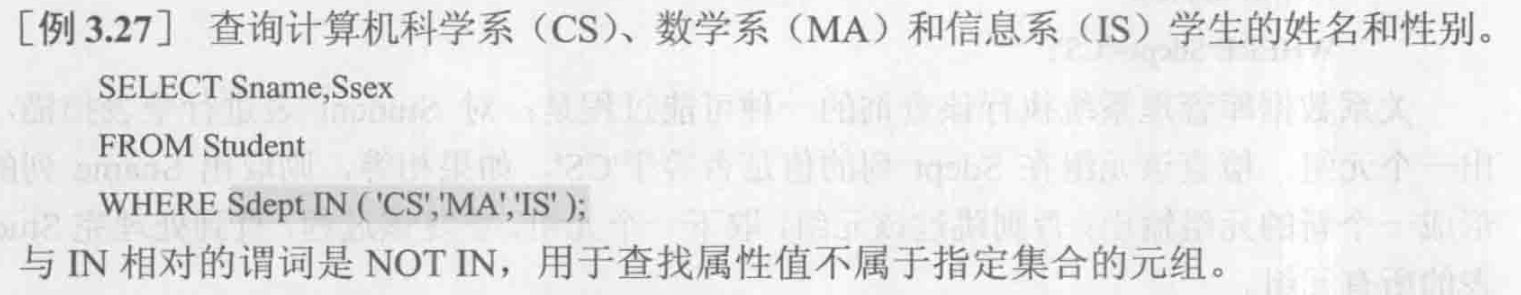 ［例 3.27］ 查询计算机科学系（CS）、数学系（MA）和信息系（IS）学生的姓名和性别。
SELECT Sname,Ssex
FROM Student
WHERE Sdept IN ( 'CS','MA','IS' );
与 IN 相对的谓词是 NOT IN，用于查找属性值不属于指定集合的元组。